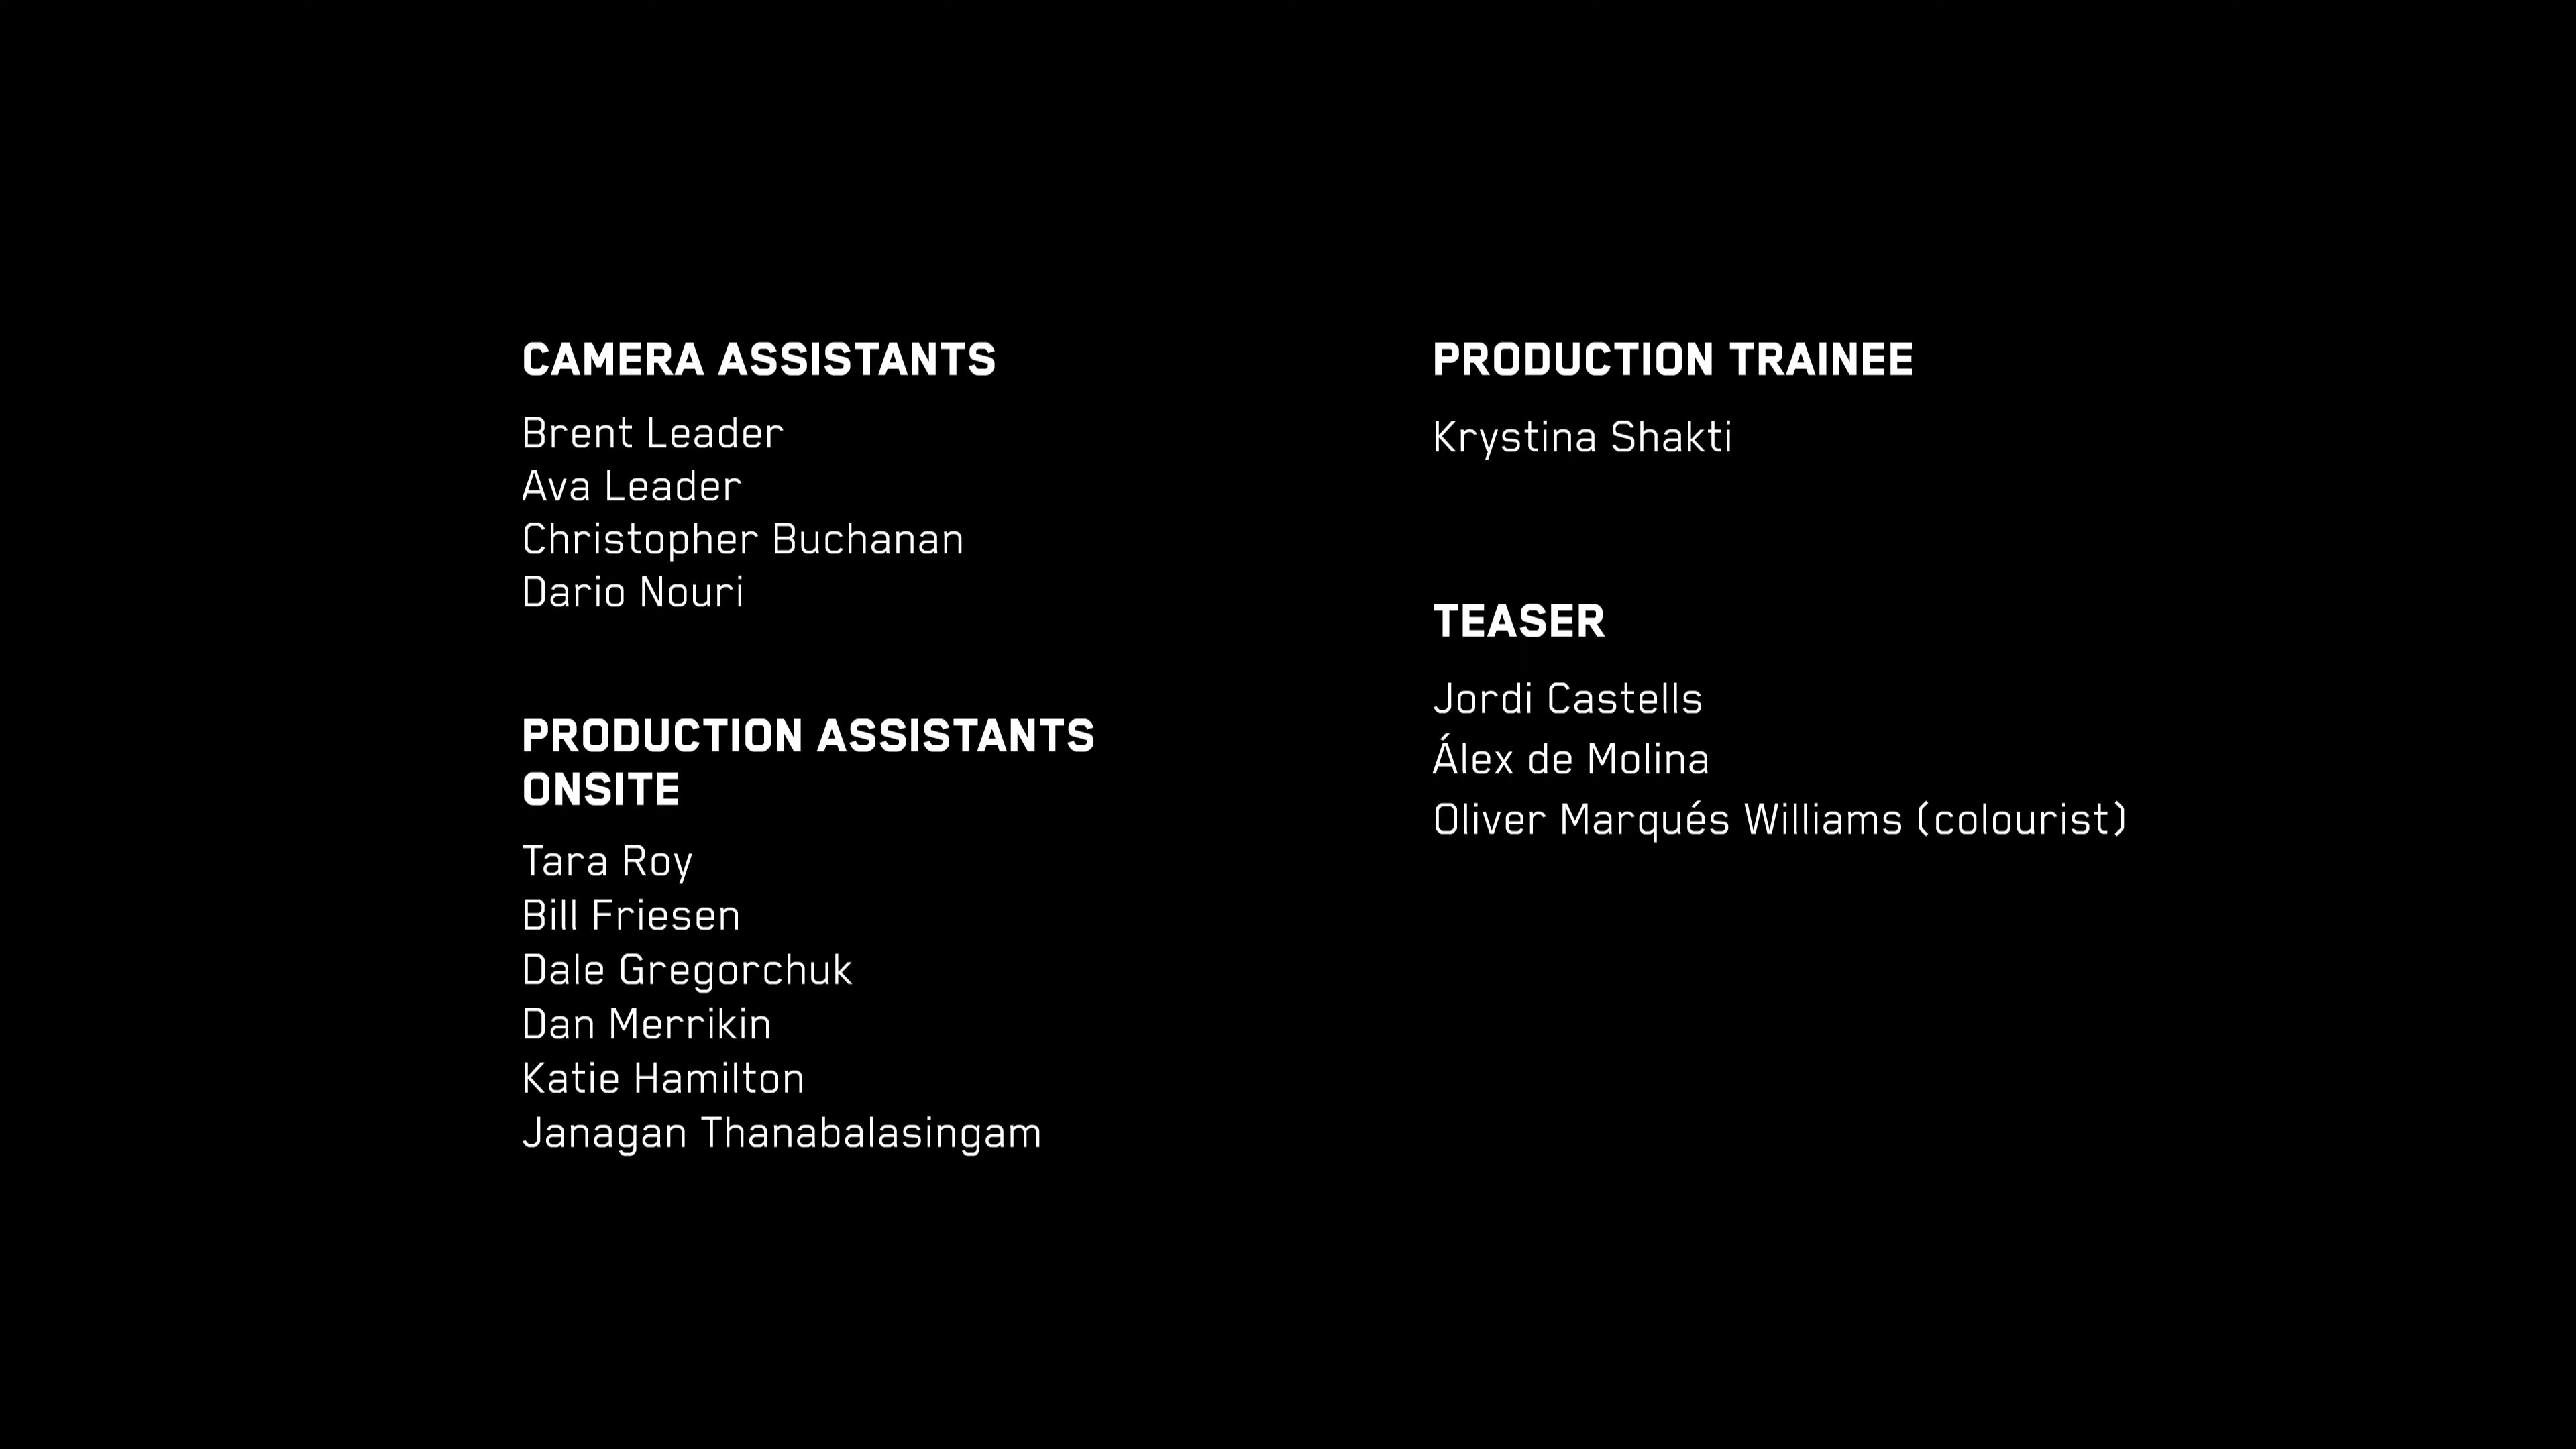 CAMERA ASSISTANTS
Brent Leader
Ava Leader
Christopher Buchanan
Dario Nouri
PRODUCTION ASSISTANTS
ONSITE
Tara Roy
Bill Friesen
Dale Gregorchuk
Dan Merrikin
Katie Hamilton
Janagan Thanabalasingam
PRODUCTION TRAINEE
Krystina Shakti
TEASER
Jordi Castells
Álex de Molina
Oliver Marqués Williams (colourist)